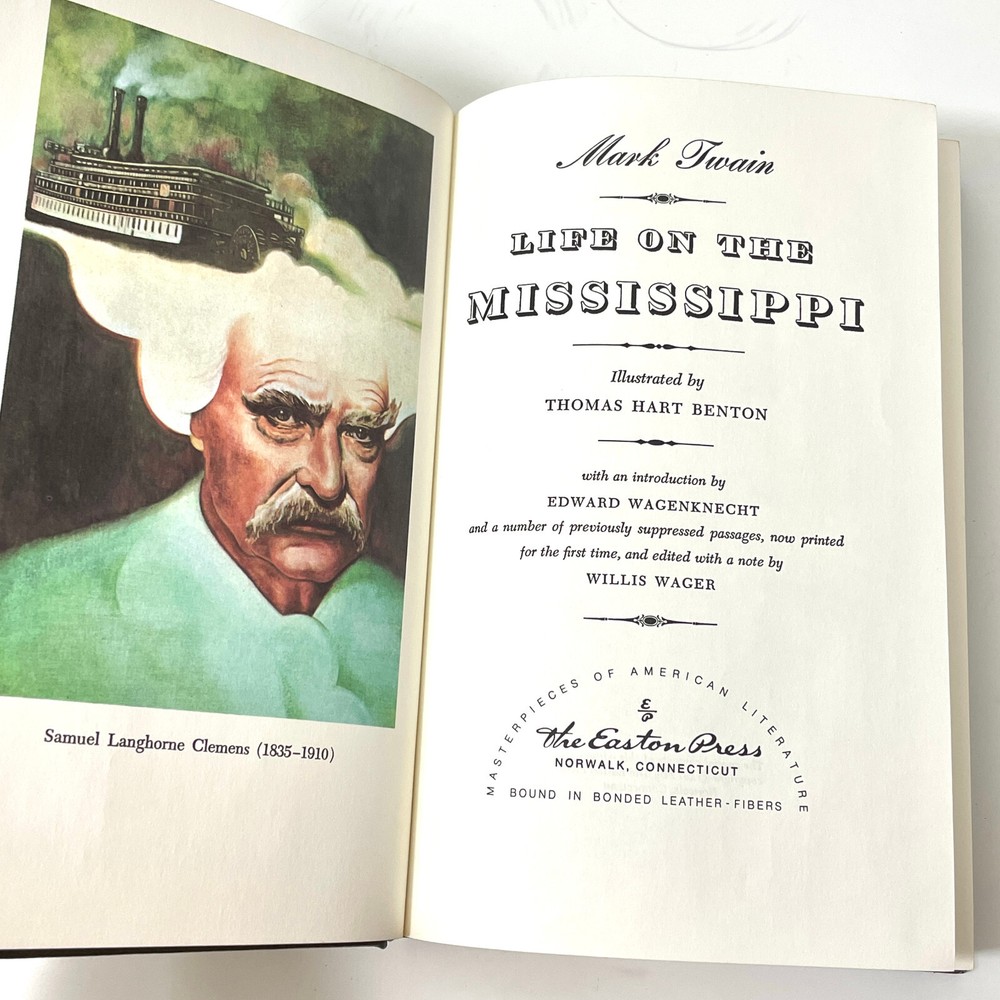 Samuel Langhorne Clemens (1835–1910)
Mark Twain
LIFE ON THE
MISSISSIPPI
Illustrated by
THOMAS HART BENTON
with an introduction by
EDWARD WAGENKNECHT
and a number of previously suppressed passages, now printed
for the first time, and edited with a note by
WILLIS WAGER
MASTERPIECES OF AMERICAN LITERATURE
E/P
The Easton Press
NORWALK, CONNECTICUT
BOUND IN BONDED LEATHER-FIBERS